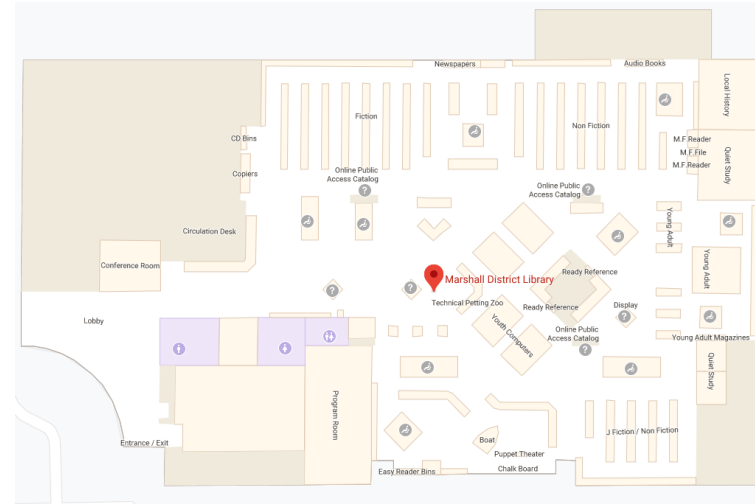 Newspapers
Audio Books
Local History
Fiction
Non Fiction
CD Bins
M.F.Reader
M.F.File
M.F.Reader
Quiet Study
Copiers
Online Public
Access Catalog
?
Online Public
Access Catalog
?
Circulation Desk
Young Adult
Conference Room
Young Adult
Marshall District Library
Ready Reference
?
?
Technical Petting Zoo
Ready Reference
Display
?
Lobby
Youth Computers
Online Public
Access Catalog
?
Young Adult Magazines
Quiet Study
Program Room
J Fiction / Non Fiction
Entrance / Exit
Boat
Puppet Theater
Easy Reader Bins
Chalk Board